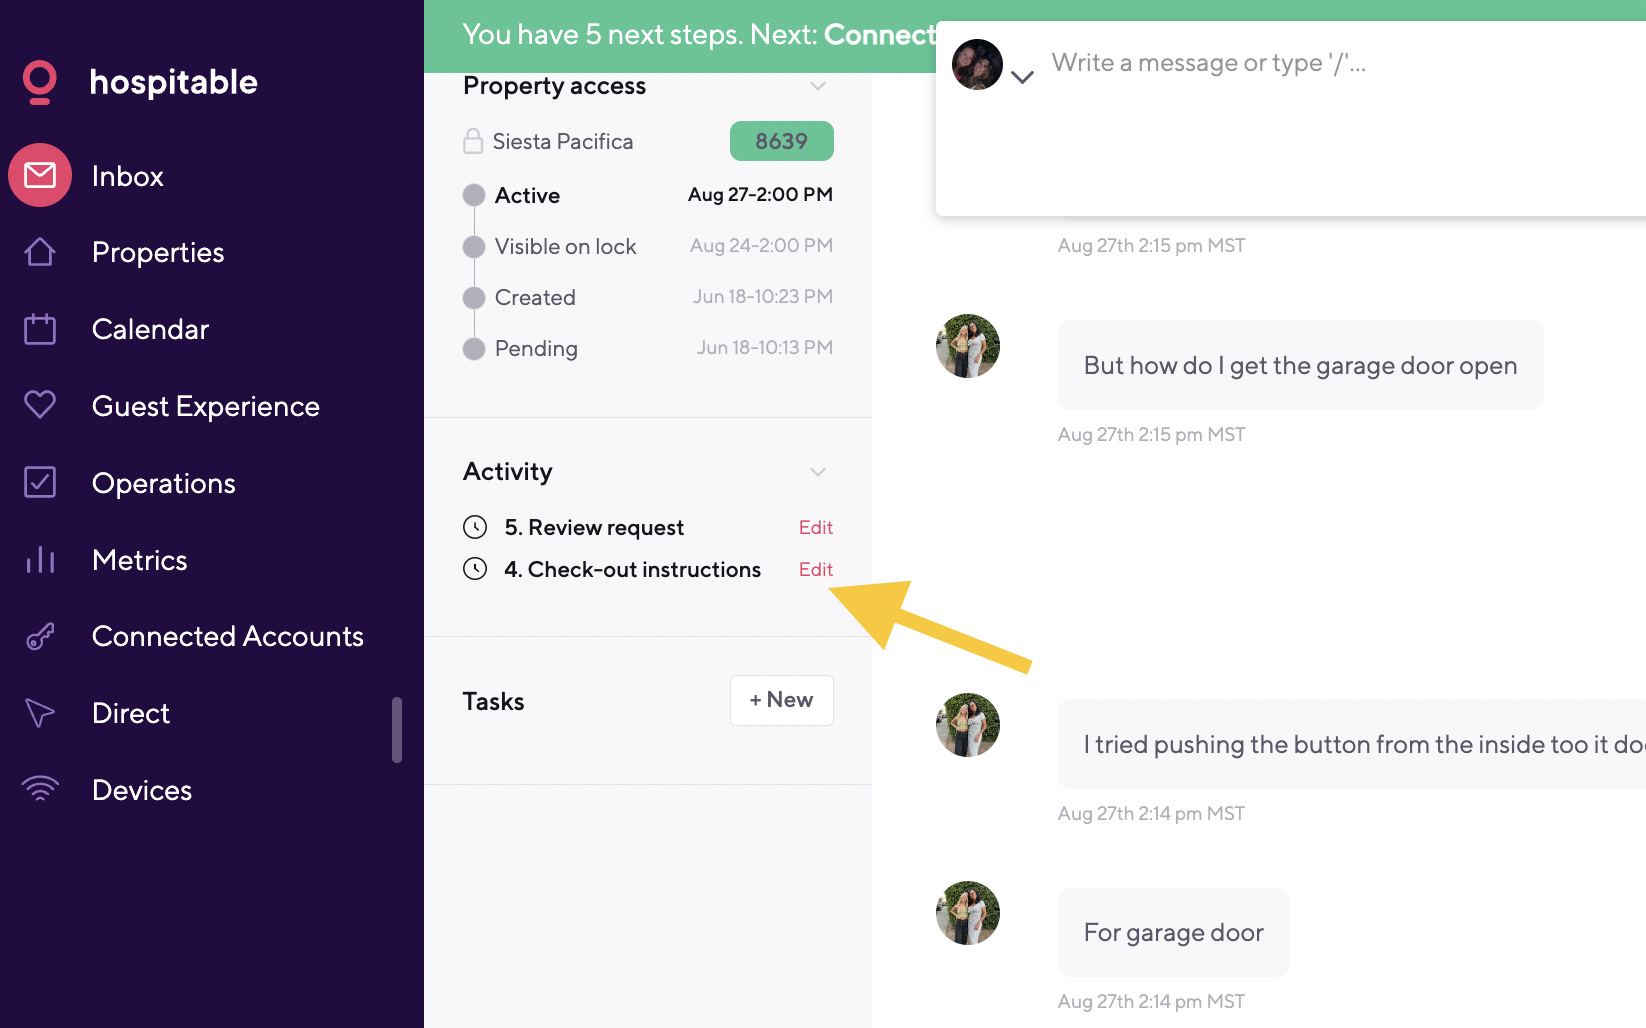 hospitable
Inbox
Properties
Calendar
Guest Experience
Operations
Metrics
Connected Accounts
Direct
Devices
You have 5 next steps. Next: Connect
Property access
Siesta Pacifica 8639
Active Aug 27-2:00 PM
Visible on lock Aug 24-2:00 PM
Created Jun 18-10:23 PM
Pending Jun 18-10:13 PM
Activity
5. Review request Edit
4. Check-out instructions Edit
Tasks + New
Write a message or type '/'...
Aug 27th 2:15 pm MST
But how do I get the garage door open
Aug 27th 2:15 pm MST
I tried pushing the button from the inside too it
Aug 27th 2:14 pm MST
For garage door
Aug 27th 2:14 pm MST